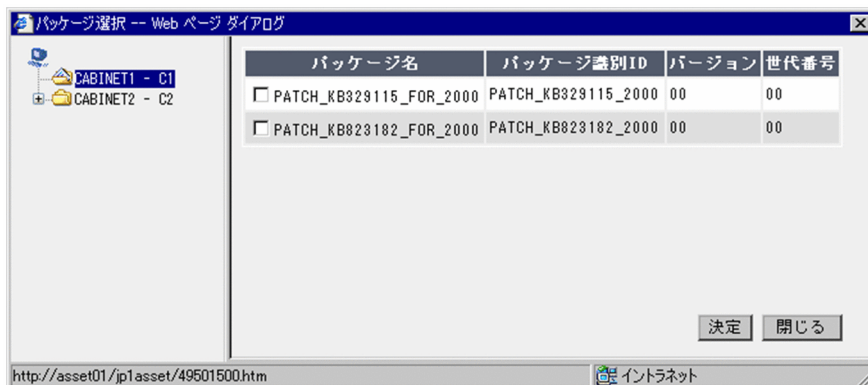 パッケージ選択 -- Web ページ ダイアログ
CABINET1 - C1
CABINET2 - C2
パッケージ名 パッケージ識別ID バージョン 世代番号
PATCH_KB329115_FOR_2000 PATCH_KB329115_2000 00 00
PATCH_KB823182_FOR_2000 PATCH_KB823182_2000 00 00
決定 閉じる
http://asset01/jp1asset/49501500.htm イントラネット